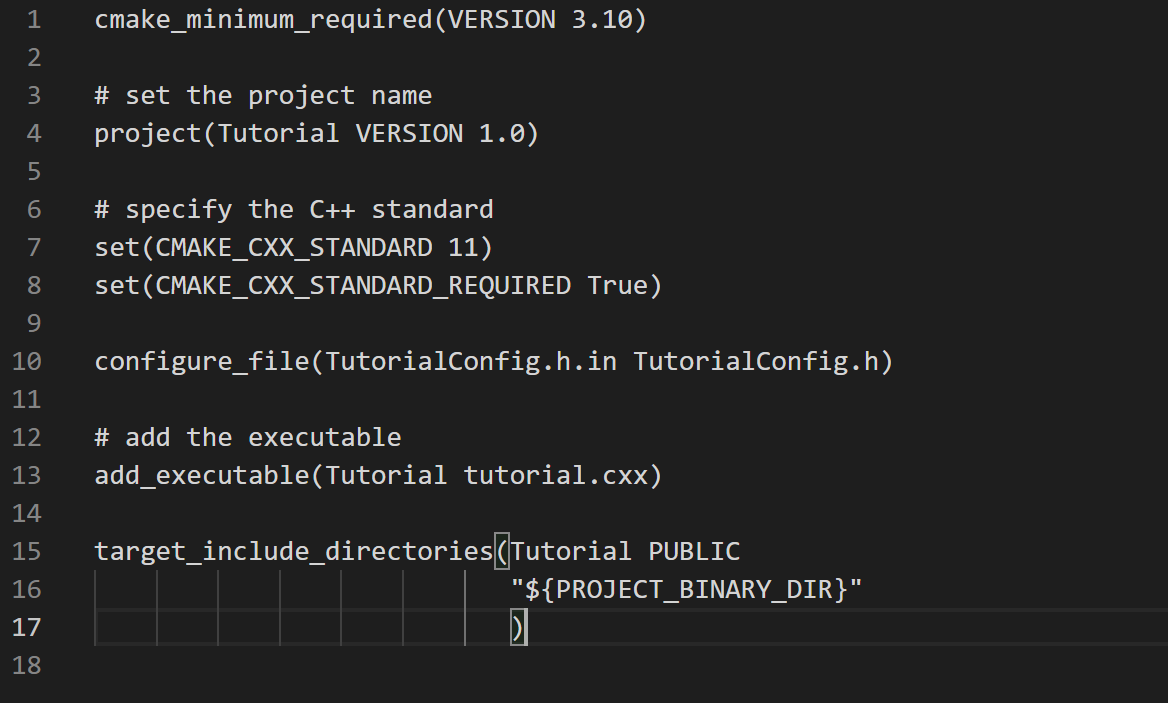 1 cmake_minimum_required(VERSION 3.10)
2
3 # set the project name
4 project(Tutorial VERSION 1.0)
5
6 # specify the C++ standard
7 set(CMAKE_CXX_STANDARD 11)
8 set(CMAKE_CXX_STANDARD_REQUIRED True)
9
10 configure_file(TutorialConfig.h.in TutorialConfig.h)
11
12 # add the executable
13 add_executable(Tutorial tutorial.cxx)
14
15 target_include_directories(Tutorial PUBLIC
16                            "${PROJECT_BINARY_DIR}"
17                            )
18